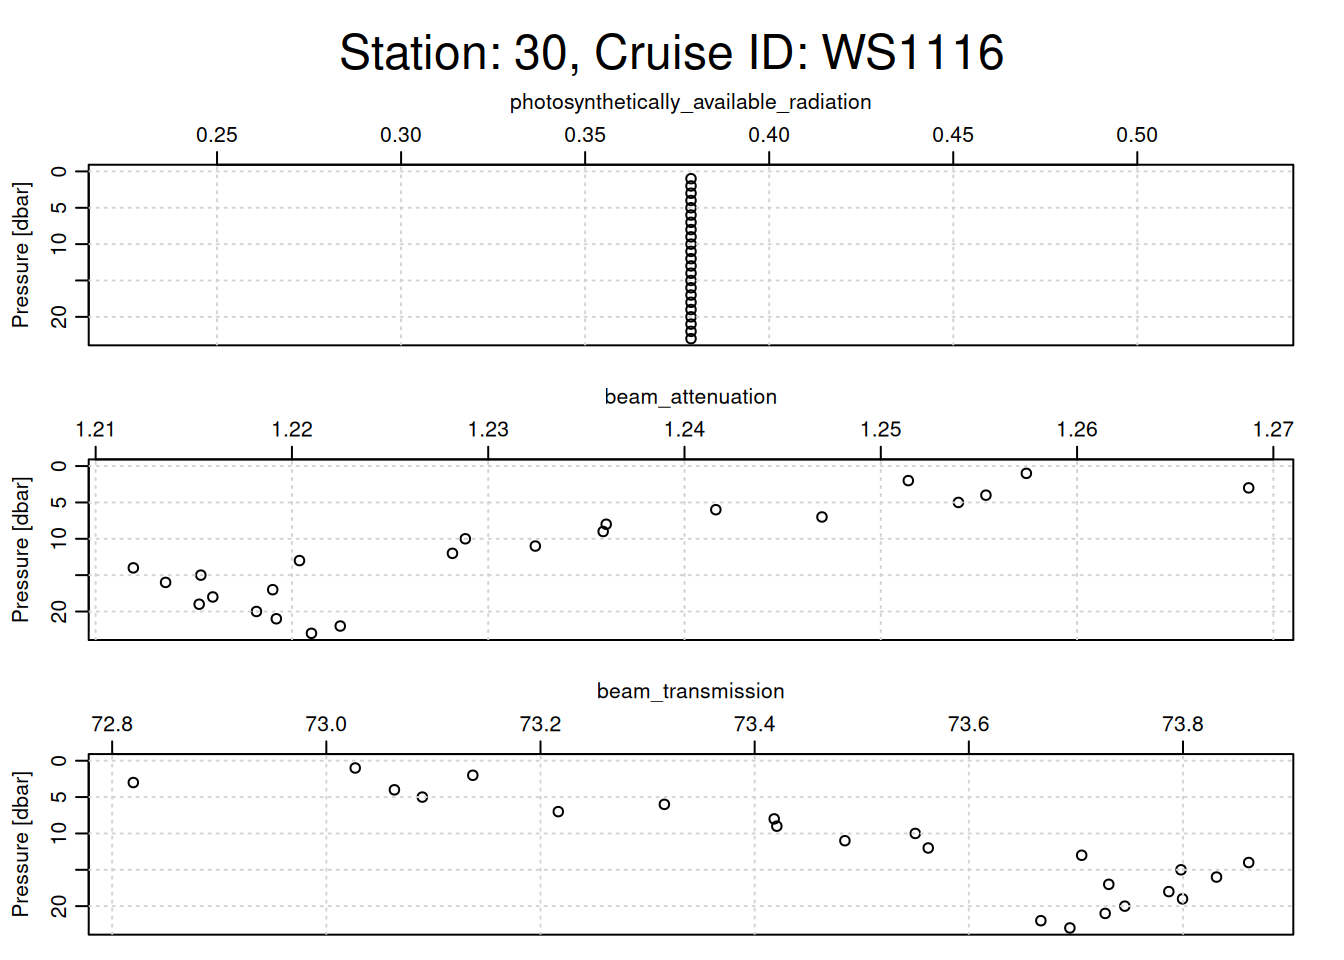 Station: 30, Cruise ID: WS1116
photosynthetically_available_radiation
0.25 0.30 0.35 0.40 0.45 0.50
Pressure [dbar]
0 5 10 20
beam_attenuation
1.21 1.22 1.23 1.24 1.25 1.26 1.27
Pressure [dbar]
0 5 10 20
beam_transmission
72.8 73.0 73.2 73.4 73.6 73.8
Pressure [dbar]
0 5 10 20